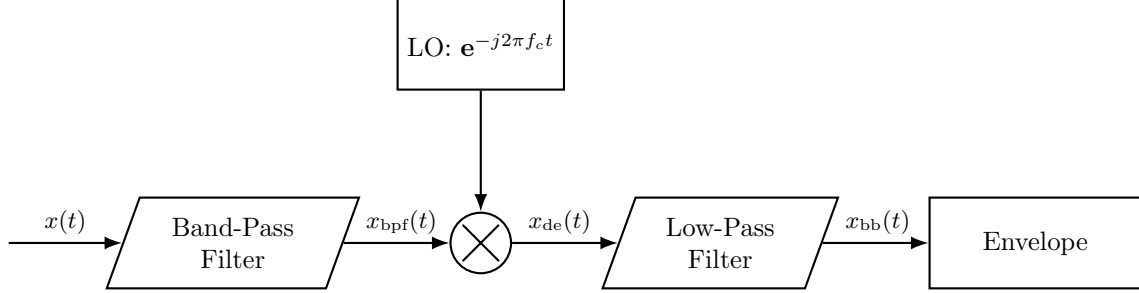 LO: e^{-j2πf_c t}
x(t)
Band-Pass
Filter
x_bpf(t)
x_de(t)
Low-Pass
Filter
x_bb(t)
Envelope